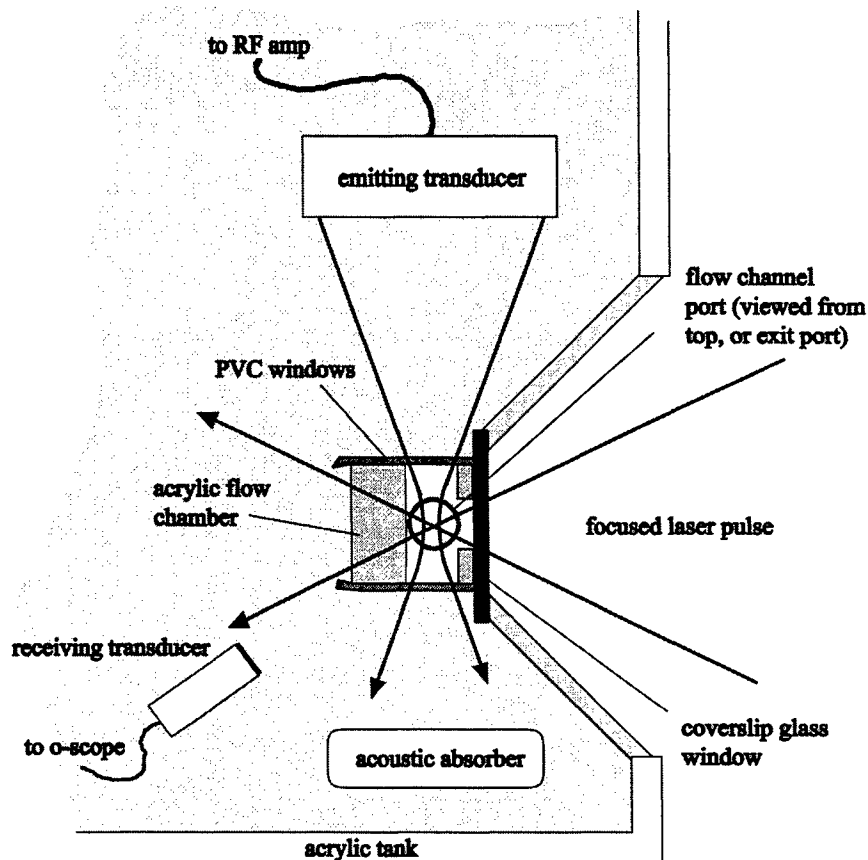 to RF amp
emitting transducer
flow channel
port (viewed from
top, or exit port)
PVC windows
acrylic flow
chamber
focused laser pulse
receiving transducer
to o-scope
acoustic absorber
coverslip glass
window
acrylic tank